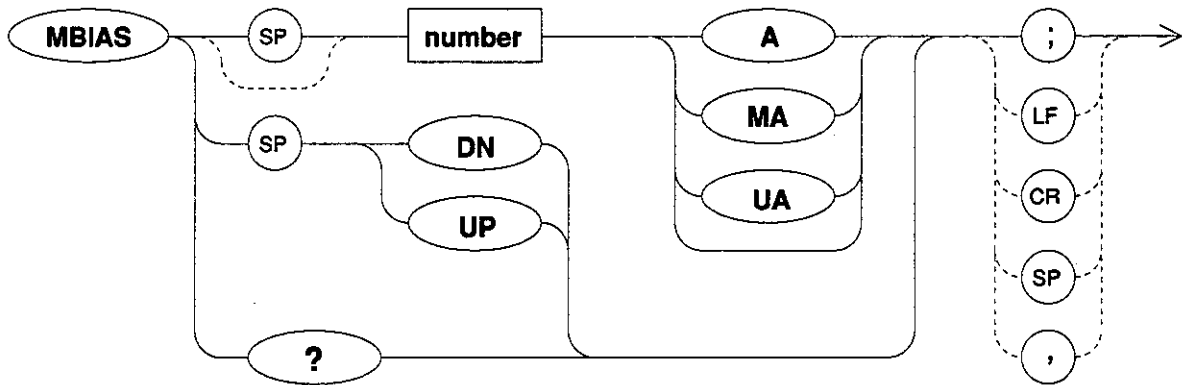 MBIAS SP number A ;
MA LF
SP DN
UA CR
UP
SP
? ,